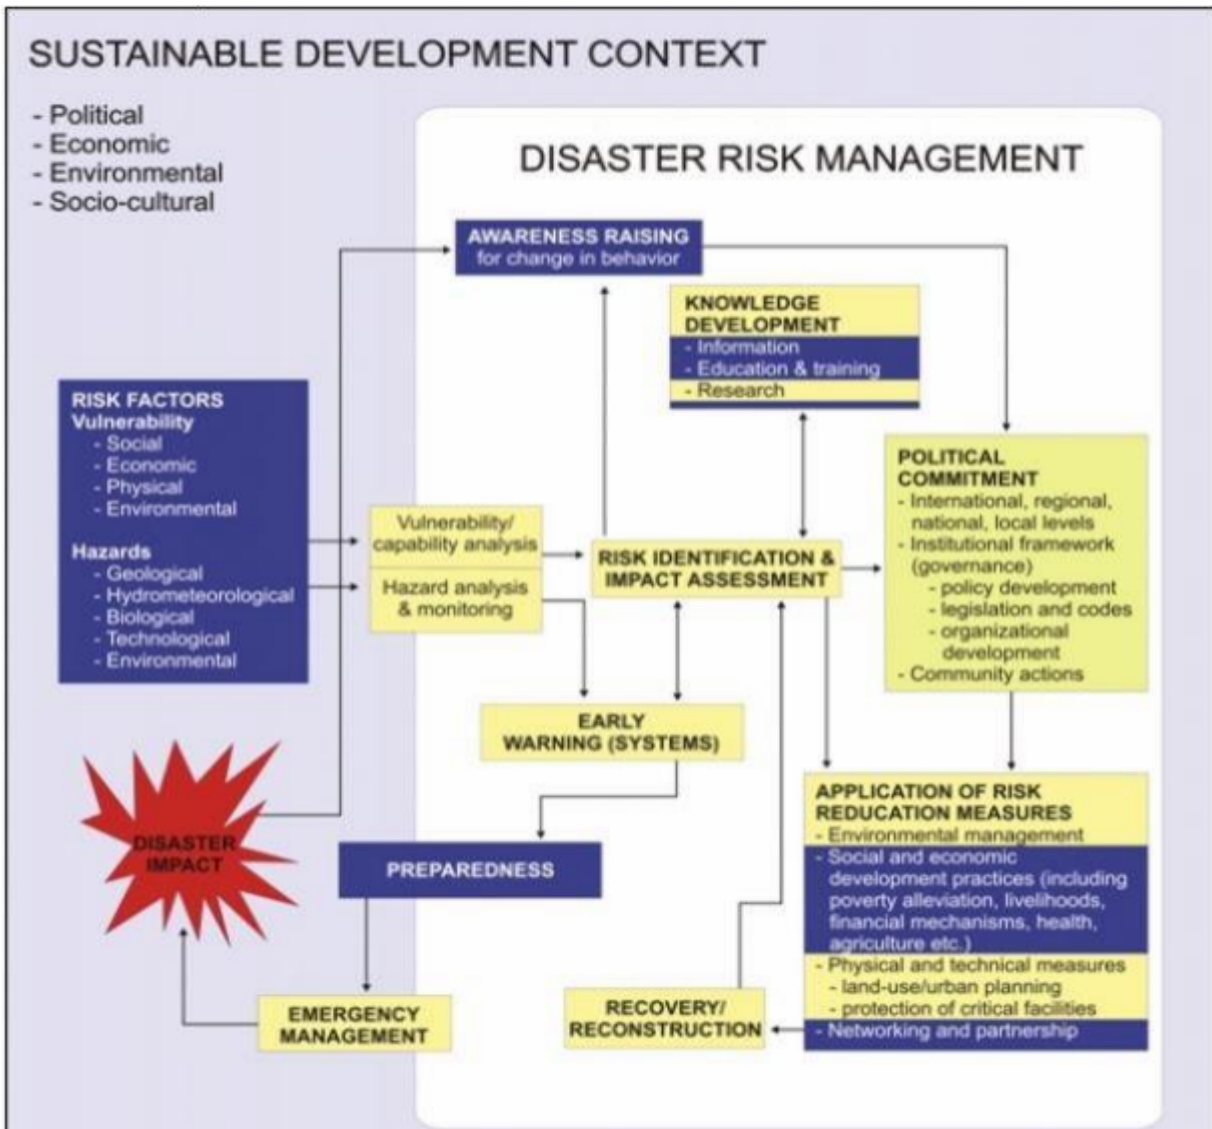 SUSTAINABLE DEVELOPMENT CONTEXT
- Political
- Economic
- Environmental
- Socio-cultural
DISASTER RISK MANAGEMENT
AWARENESS RAISING
for change in behavior
KNOWLEDGE
DEVELOPMENT
- Information
- Education & training
- Research
RISK FACTORS
Vulnerability
- Social
- Economic
- Physical
- Environmental
Hazards
- Geological
- Hydrometeorological
- Biological
- Technological
- Environmental
Vulnerability/
capability analysis
Hazard analysis
& monitoring
RISK IDENTIFICATION &
IMPACT ASSESSMENT
POLITICAL
COMMITMENT
- International, regional,
national, local levels
- Institutional framework
(governance)
- policy development
- legislation and codes
- organizational
development
- Community actions
EARLY
WARNING (SYSTEMS)
DISASTER
IMPACT
PREPAREDNESS
APPLICATION OF RISK
REDUCATION MEASURES
- Environmental management
- Social and economic
development practices (including
poverty alleviation, livelihoods,
financial mechanisms, health,
agriculture etc.)
- Physical and technical measures
- land-use/urban planning
- protection of critical facilities
- Networking and partnership
EMERGENCY
MANAGEMENT
RECOVERY/
RECONSTRUCTION